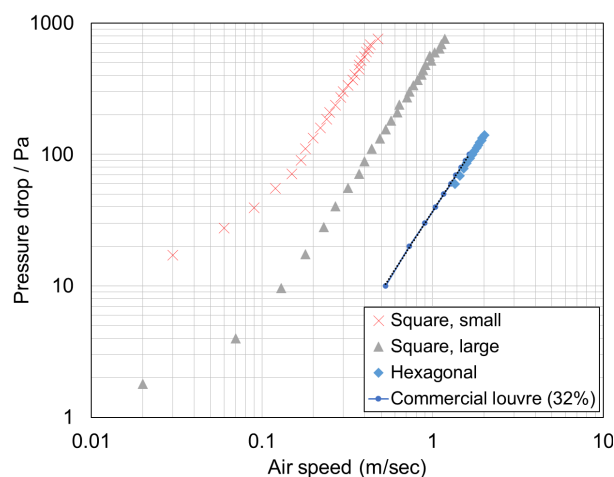 1000
100
10
1
Pressure drop / Pa
0.01
0.1
1
10
Air speed (m/sec)
Square, small
Square, large
Hexagonal
Commercial louvre (32%)